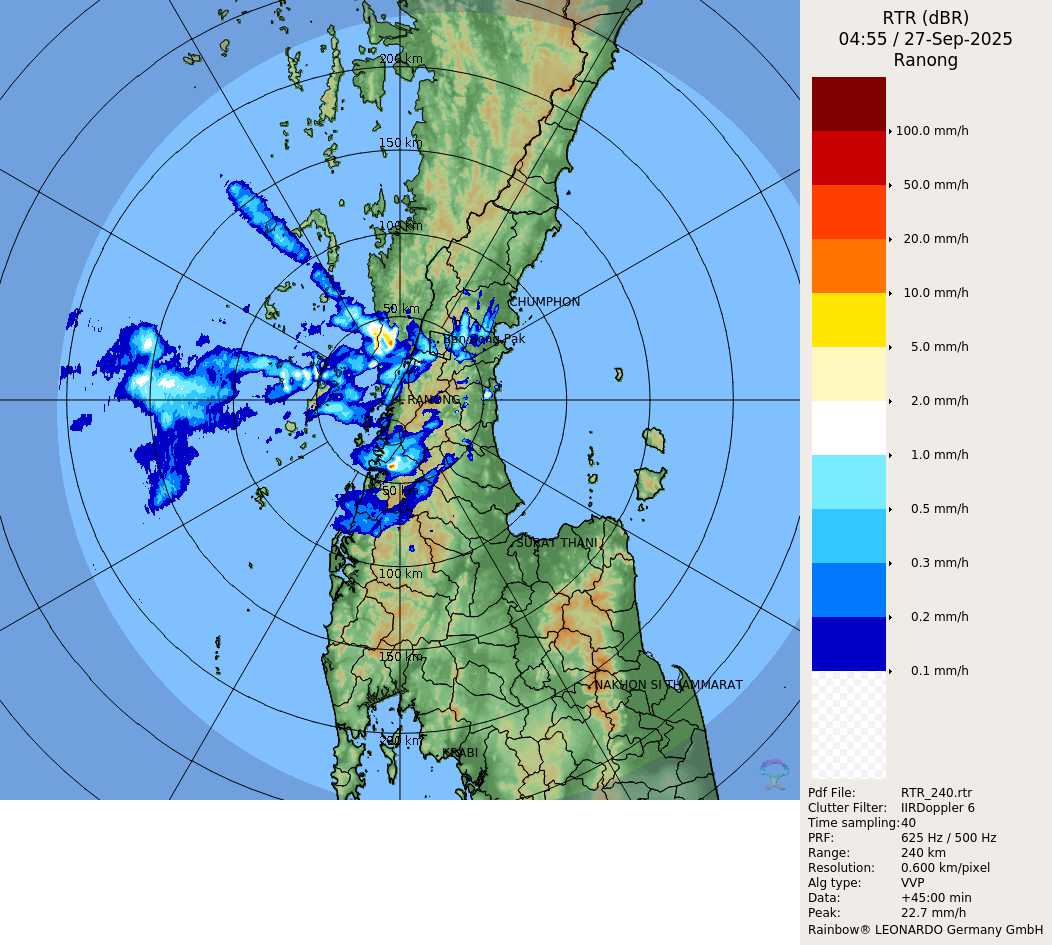 RTR (dBR)
04:55 / 27-Sep-2025
Ranong
200 km
150 km
100 km
50 km
CHUMPHON
RANONG
50 km
SURAT THANI
100 km
150 km
NAKHON SI THAMMARAT
200 km
KRABI
100.0 mm/h
50.0 mm/h
20.0 mm/h
10.0 mm/h
5.0 mm/h
2.0 mm/h
1.0 mm/h
0.5 mm/h
0.3 mm/h
0.2 mm/h
0.1 mm/h
Pdf File: RTR_240.rtr
Clutter Filter: IIRDoppler 6
Time sampling:40
PRF: 625 Hz / 500 Hz
Range: 240 km
Resolution: 0.600 km/pixel
Alg type: VVP
Data: +45:00 min
Peak: 22.7 mm/h
Rainbow® LEONARDO Germany GmbH